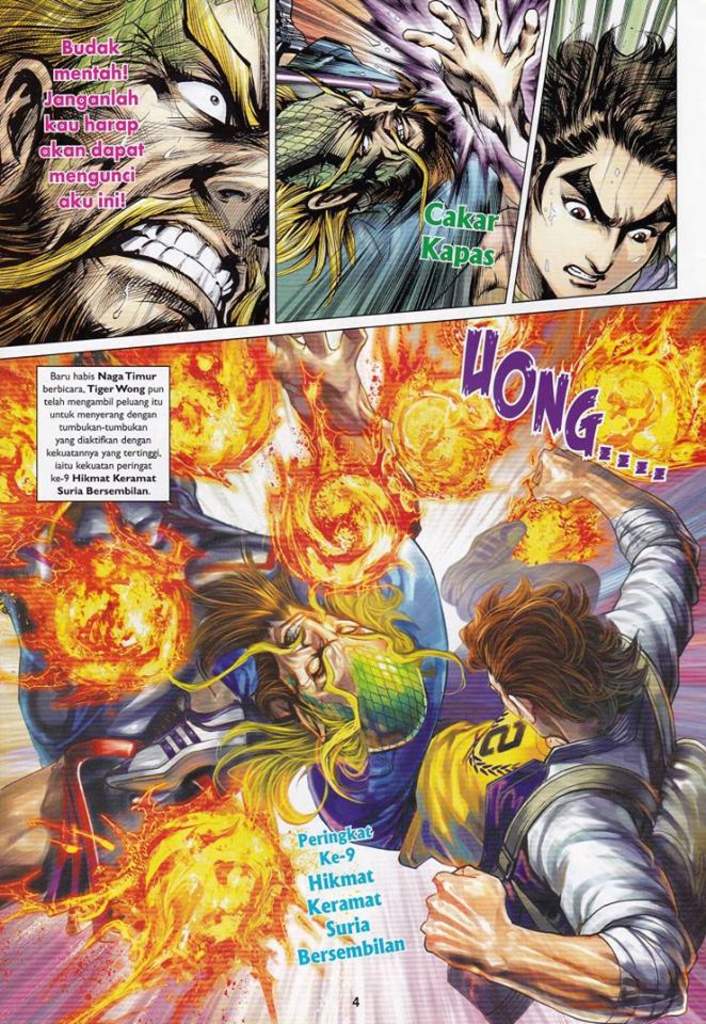 Budak
mentah!
Janganlah
kau harap
akan dapat
mengunci
aku ini!
Cakar
Kapas
Baru habis Naga Timur
berbicara, Tiger Wong pun
telah mengambil peluang itu
untuk menyerang dengan
tumbukan-tumbukan
yang diaktifkan dengan
kekuatannya yang tertinggi,
iaitu kekuatan peringat
ke-9 Hikmat Keramat
Suria Bersembilan.
UONG....
2
Peringkat
Ke-9
Hikmat
Keramat
Suria
Bersembilan
4